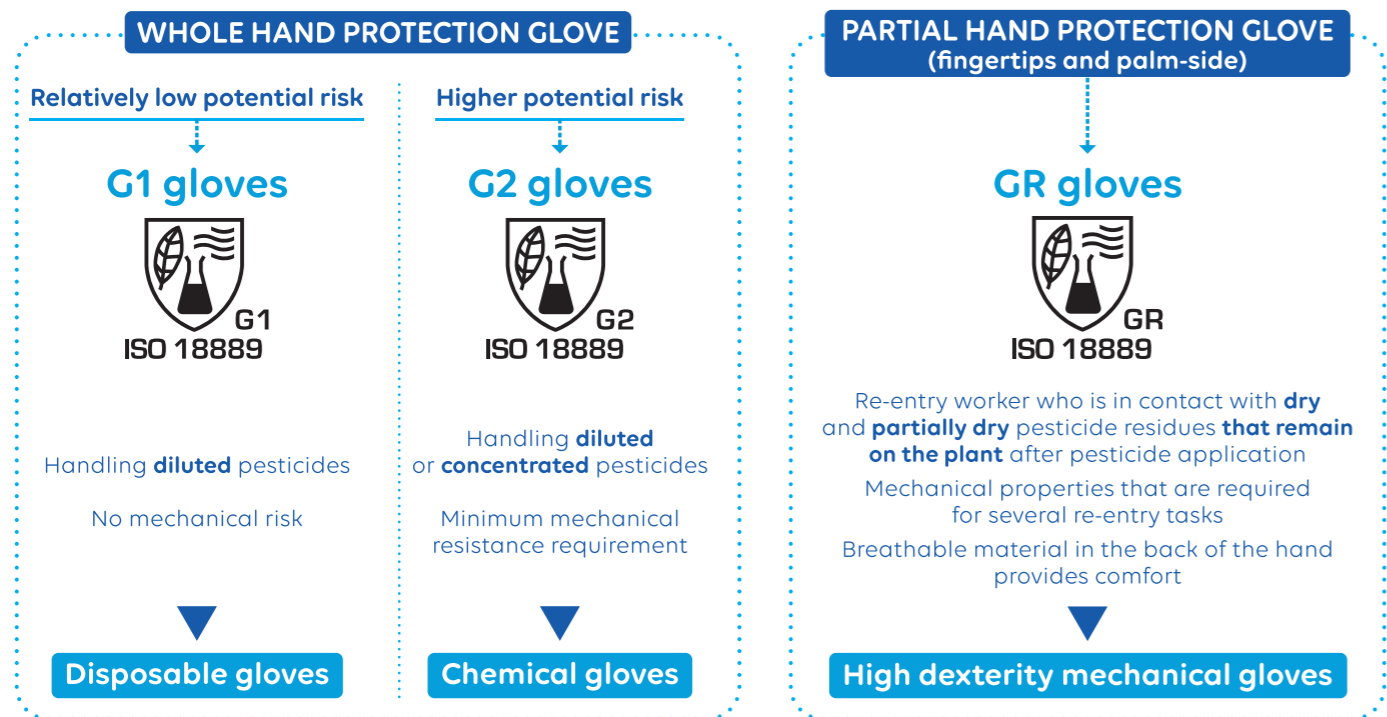 WHOLE HAND PROTECTION GLOVE
Relatively low potential risk
G1 gloves
G1
ISO 18889
Handling diluted pesticides
No mechanical risk
Disposable gloves
Higher potential risk
G2 gloves
G2
ISO 18889
Handling diluted
or concentrated pesticides
Minimum mechanical
resistance requirement
Chemical gloves
PARTIAL HAND PROTECTION GLOVE
(fingertips and palm-side)
GR gloves
GR
ISO 18889
Re-entry worker who is in contact with dry
and partially dry pesticide residues that remain
on the plant after pesticide application
Mechanical properties that are required
for several re-entry tasks
Breathable material in the back of the hand
provides comfort
High dexterity mechanical gloves